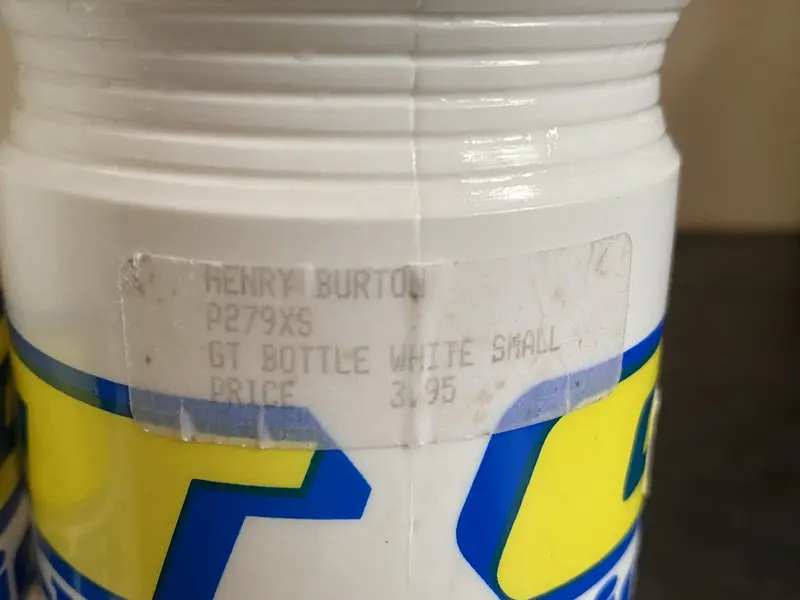 HENRY BURTON
P279XS
GT BOTTLE WHITE SMALL
PRICE 3.95
T G